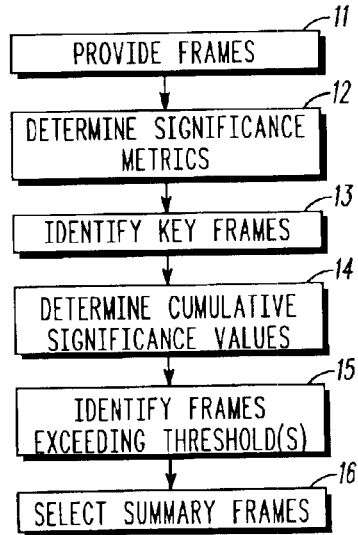 11
PROVIDE FRAMES
12
DETERMINE SIGNIFICANCE
METRICS
13
IDENTIFY KEY FRAMES
14
DETERMINE CUMULATIVE
SIGNIFICANCE VALUES
15
IDENTIFY FRAMES
EXCEEDING THRESHOLD(S)
16
SELECT SUMMARY FRAMES